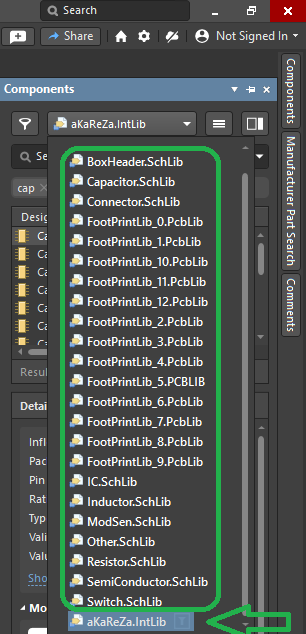 Search
Share
Not Signed In
Components
aKaReZa.IntLib
Se
cap
Desig
Ca
Ca
Ca
Ca
Ca
Ca
Resu
Detai
Infl
Pac
Pin
Rat
Typ
Vali
Valu
Sho
Mo
BoxHeader.SchLib
Capacitor.SchLib
Connector.SchLib
FootPrintLib_0.PcbLib
FootPrintLib_1.PcbLib
FootPrintLib_10.PcbLib
FootPrintLib_11.PcbLib
FootPrintLib_12.PcbLib
FootPrintLib_2.PcbLib
FootPrintLib_3.PcbLib
FootPrintLib_4.PcbLib
FootPrintLib_5.PCBLIB
FootPrintLib_6.PcbLib
FootPrintLib_7.PcbLib
FootPrintLib_8.PcbLib
FootPrintLib_9.PcbLib
IC.SchLib
Inductor.SchLib
ModSen.SchLib
Other.SchLib
Resistor.SchLib
SemiConductor.SchLib
Switch.SchLib
aKaReZa.IntLib
Components
Manufacturer Part Search
Comments